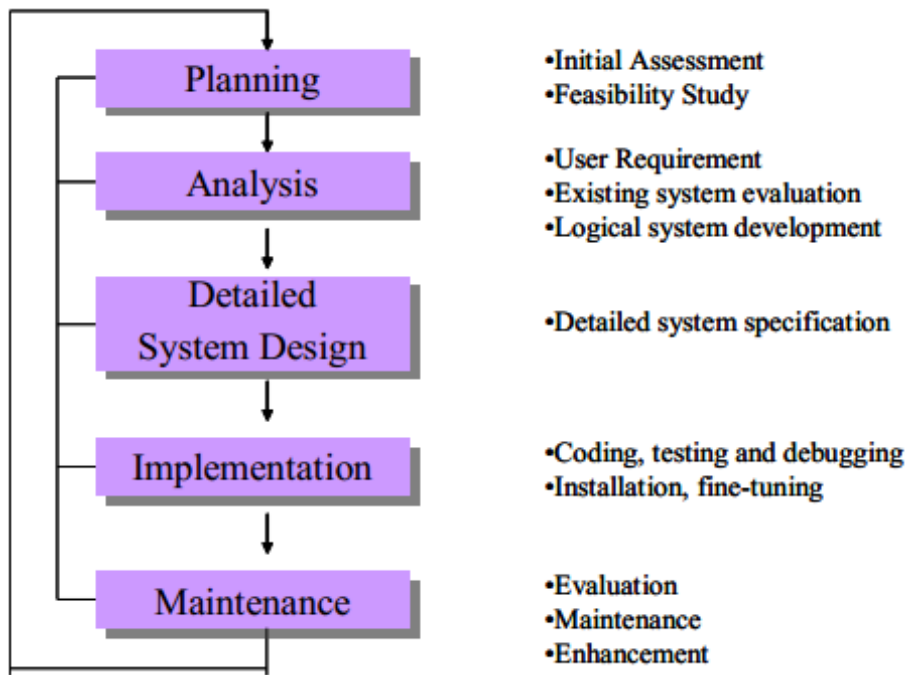 Planning
•Initial Assessment
•Feasibility Study
Analysis
•User Requirement
•Existing system evaluation
•Logical system development
Detailed
System Design
•Detailed system specification
Implementation
•Coding, testing and debugging
•Installation, fine-tuning
Maintenance
•Evaluation
•Maintenance
•Enhancement